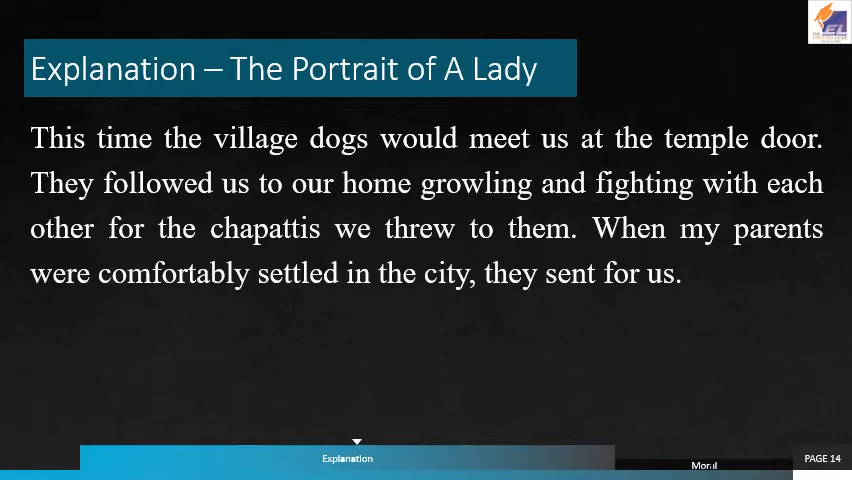 EL
Explanation – The Portrait of A Lady
This time the village dogs would meet us at the temple door.
They followed us to our home growling and fighting with each
other for the chapattis we threw to them. When my parents
were comfortably settled in the city, they sent for us.
Explanation
Moral
PAGE 14